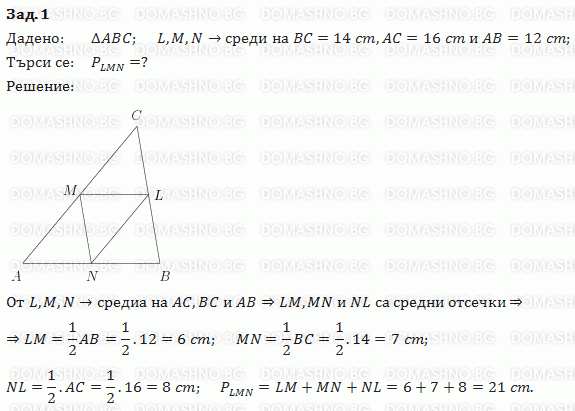 Зад. 1
Дадено: ΔABC; L, M, N → среди на BC = 14 cm, AC = 16 cm и AB = 12 cm;
Търси се: P_LMN =?
Решение:
C
M L
A N B
От L, M, N → средиа на AC, BC и AB ⇒ LM, MN и NL са средни отсечки ⇒
⇒ LM = 1/2 AB = 1/2 . 12 = 6 cm; MN = 1/2 BC = 1/2 . 14 = 7 cm;
NL = 1/2 . AC = 1/2 . 16 = 8 cm; P_LMN = LM + MN + NL = 6 + 7 + 8 = 21 cm.